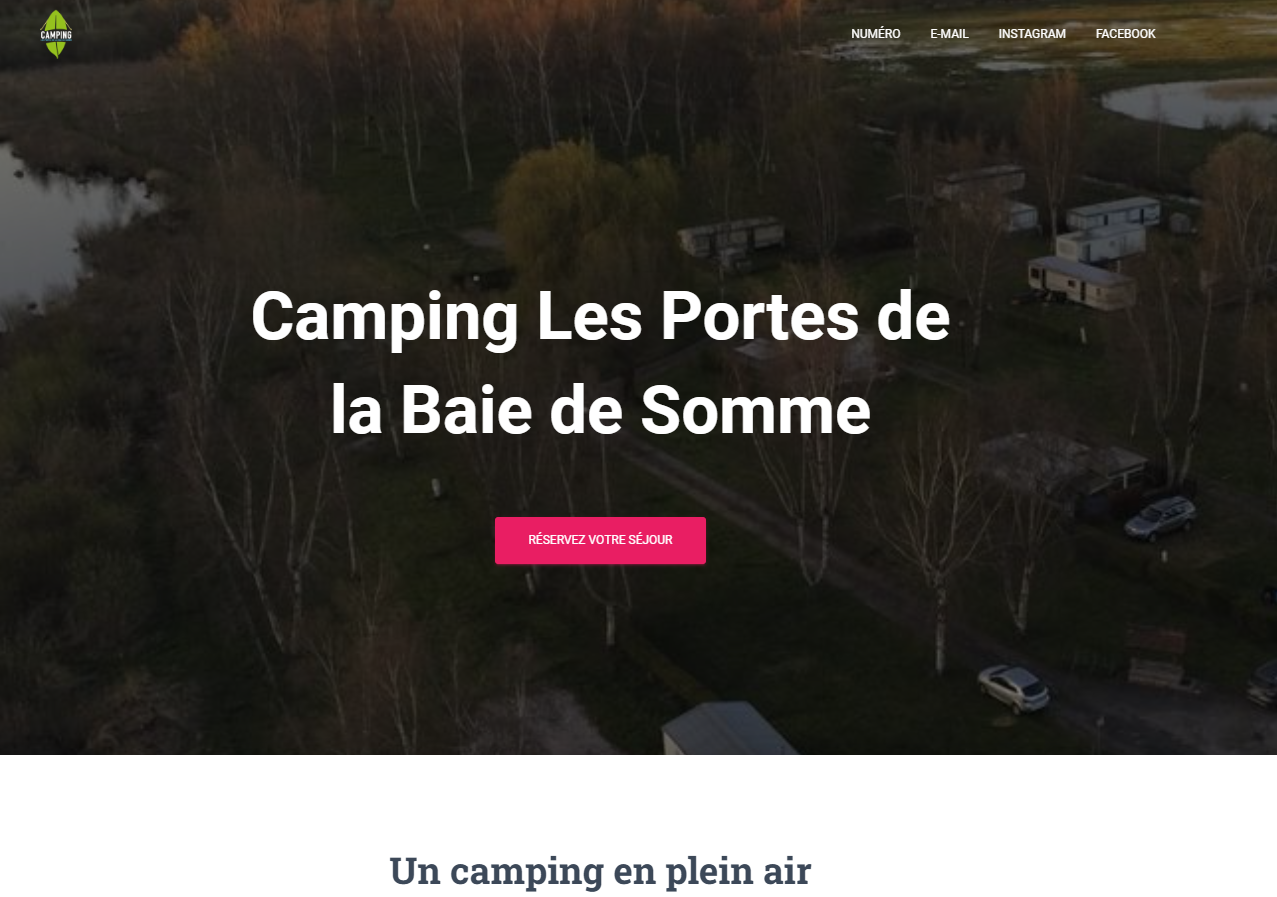 CAMPING
NUMÉRO E-MAIL INSTAGRAM FACEBOOK
Camping Les Portes de
la Baie de Somme
RÉSERVEZ VOTRE SÉJOUR
Un camping en plein air